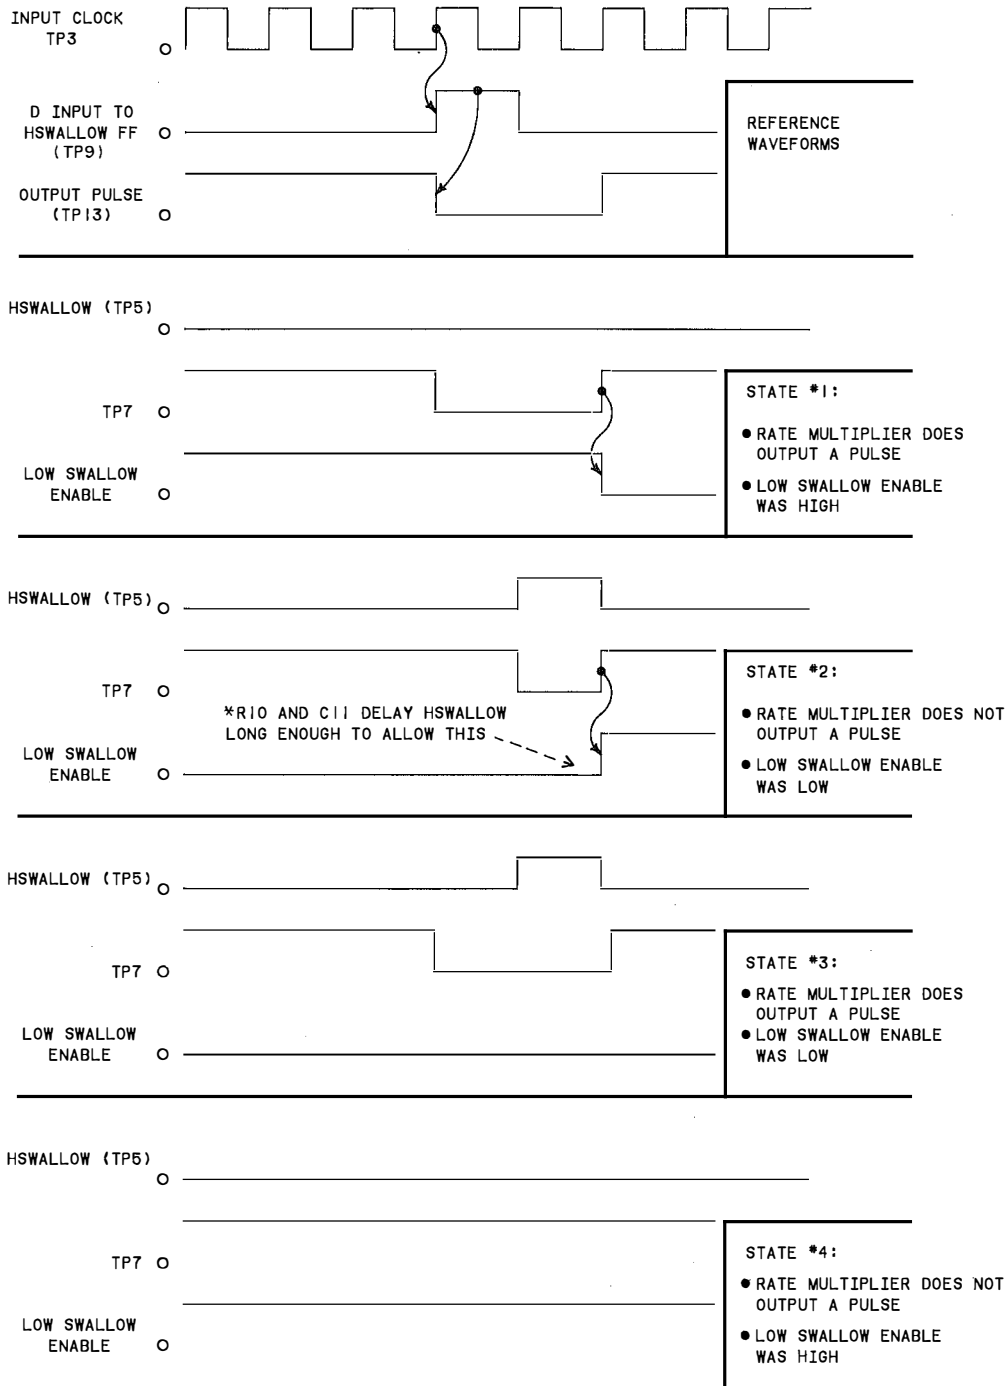 INPUT CLOCK
TP3
D INPUT TO
HSWALLOW FF
(TP9)
OUTPUT PULSE
(TP13)
REFERENCE
WAVEFORMS
HSWALLOW (TP5)
TP7
LOW SWALLOW
ENABLE
STATE #1:
● RATE MULTIPLIER DOES
OUTPUT A PULSE
● LOW SWALLOW ENABLE
WAS HIGH
HSWALLOW (TP5)
TP7
*R10 AND C11 DELAY HSWALLOW
LONG ENOUGH TO ALLOW THIS
LOW SWALLOW
ENABLE
STATE #2:
● RATE MULTIPLIER DOES NOT
OUTPUT A PULSE
● LOW SWALLOW ENABLE
WAS LOW
HSWALLOW (TP5)
TP7
LOW SWALLOW
ENABLE
STATE #3:
● RATE MULTIPLIER DOES
OUTPUT A PULSE
● LOW SWALLOW ENABLE
WAS LOW
HSWALLOW (TP5)
TP7
LOW SWALLOW
ENABLE
STATE #4:
● RATE MULTIPLIER DOES NOT
OUTPUT A PULSE
● LOW SWALLOW ENABLE
WAS HIGH